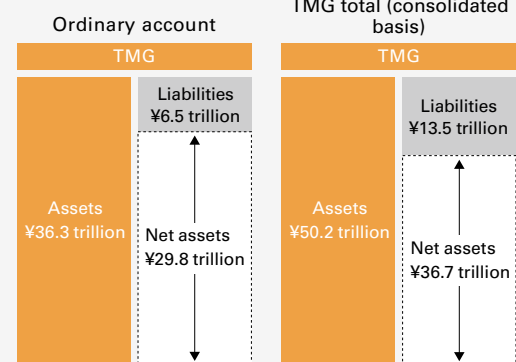 Ordinary account
TMG
Liabilities
¥6.5 trillion
Assets
¥36.3 trillion
Net assets
¥29.8 trillion
TMG total (consolidated
basis)
TMG
Liabilities
¥13.5 trillion
Assets
¥50.2 trillion
Net assets
¥36.7 trillion